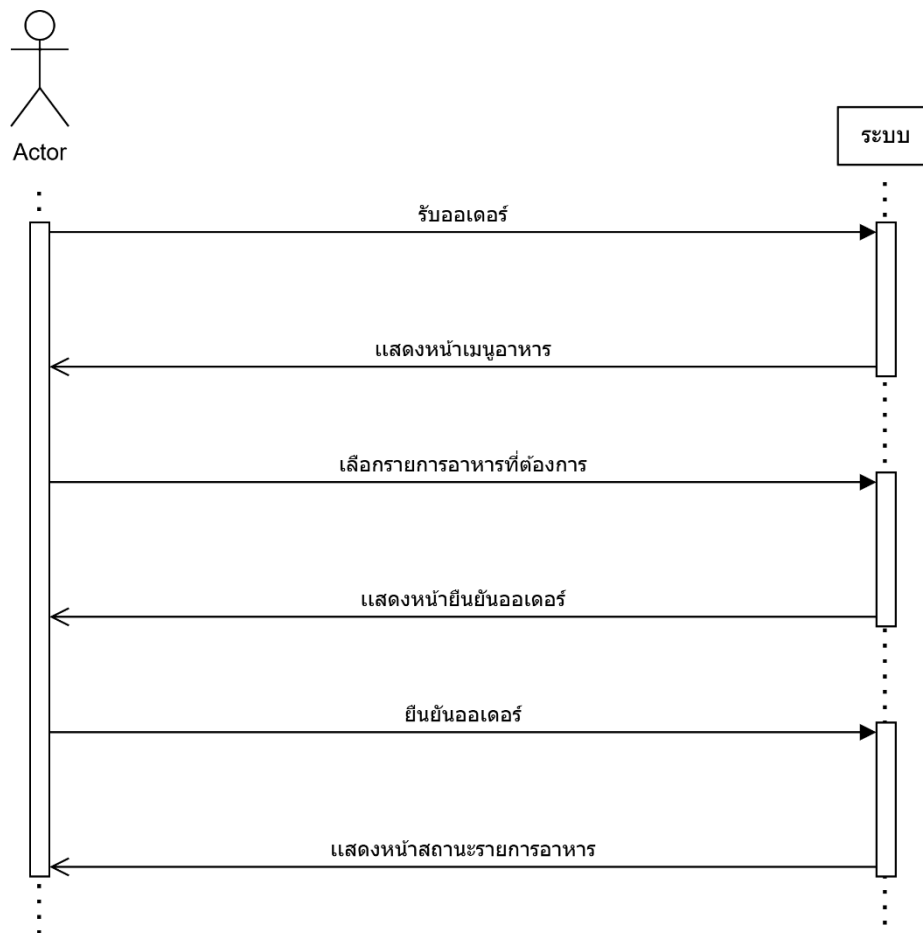 Actor
ระบบ
รับออเดอร์
แสดงหน้าเมนูอาหาร
เลือกรายการอาหารที่ต้องการ
แสดงหน้ายืนยันออเดอร์
ยืนยันออเดอร์
แสดงหน้าสถานะรายการอาหาร